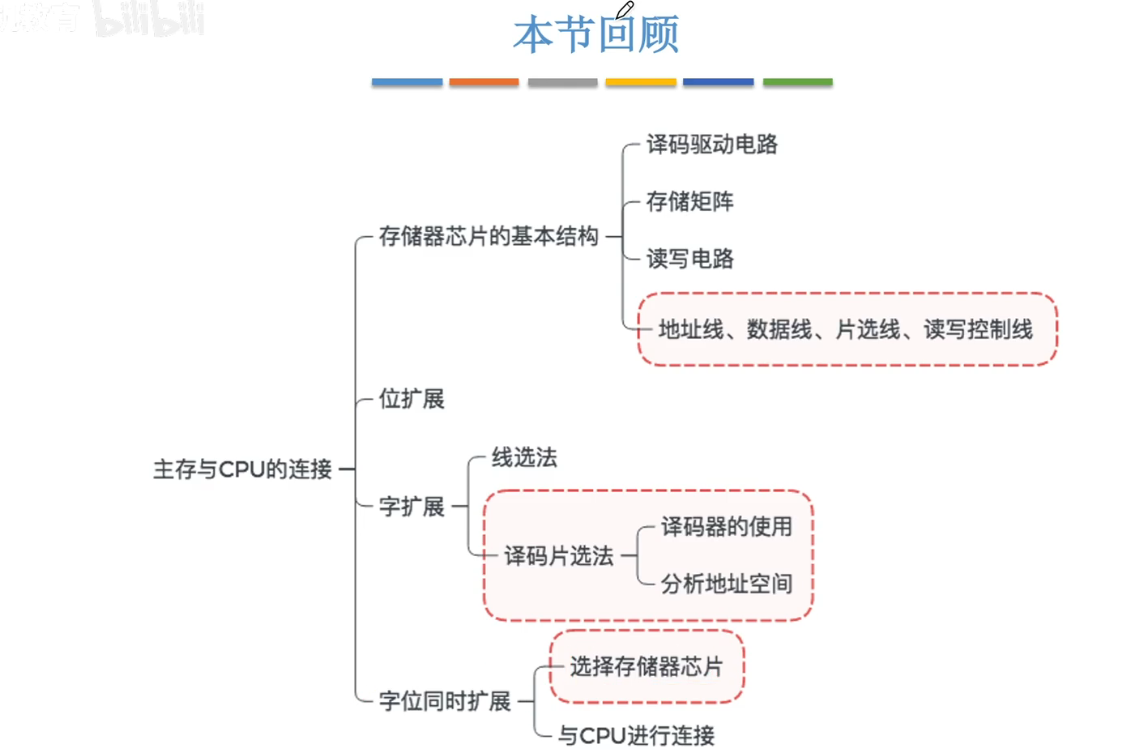 bilibili
本节回顾
译码驱动电路
存储矩阵
存储器芯片的基本结构
读写电路
地址线、数据线、片选线、读写控制线
位扩展
线选法
主存与CPU的连接
字扩展
译码器的使用
译码片选法
分析地址空间
选择存储器芯片
字位同时扩展
与CPU进行连接